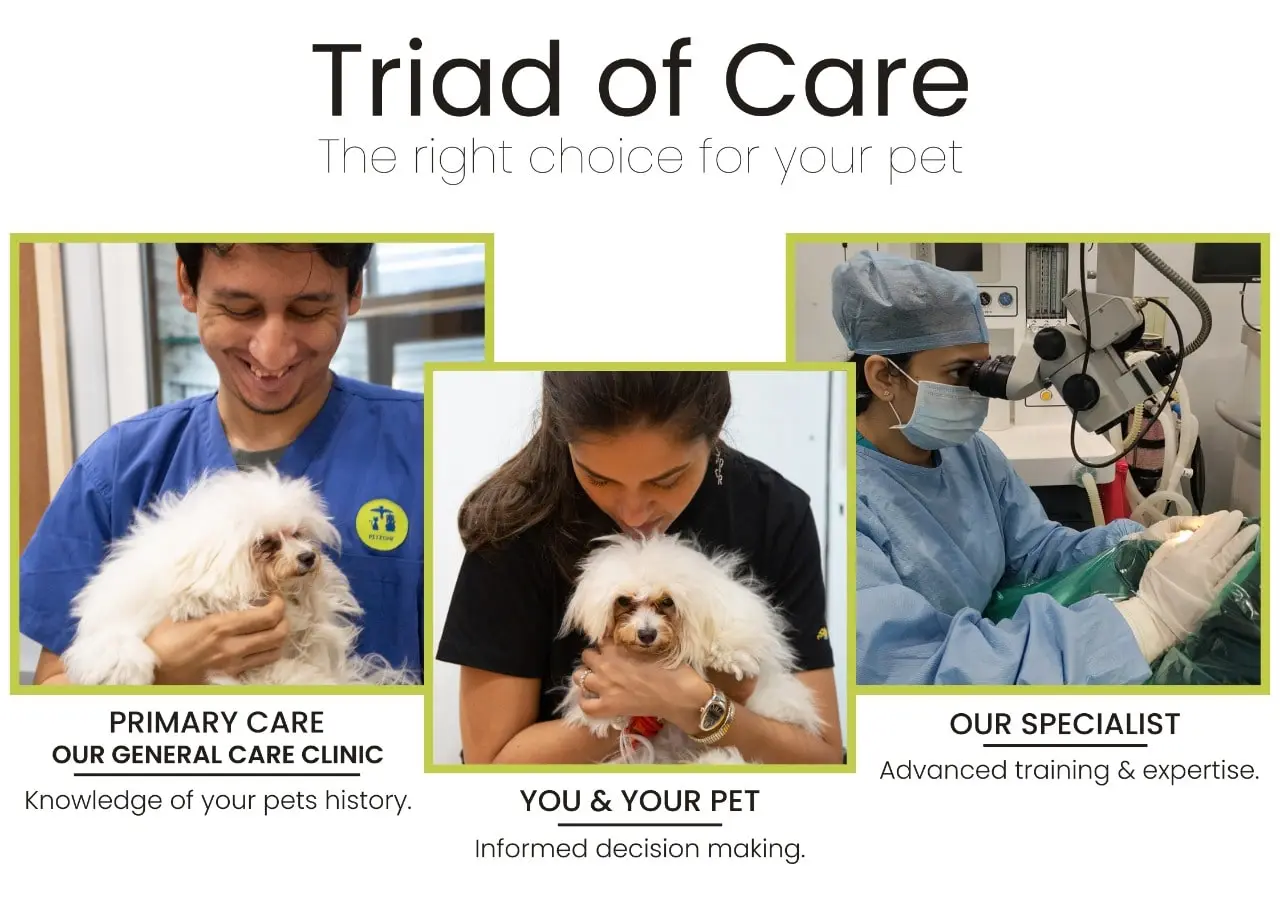 Triad of Care
The right choice for your pet
PRIMARY CARE
OUR GENERAL CARE CLINIC
Knowledge of your pets history.
YOU & YOUR PET
Informed decision making.
OUR SPECIALIST
Advanced training & expertise.